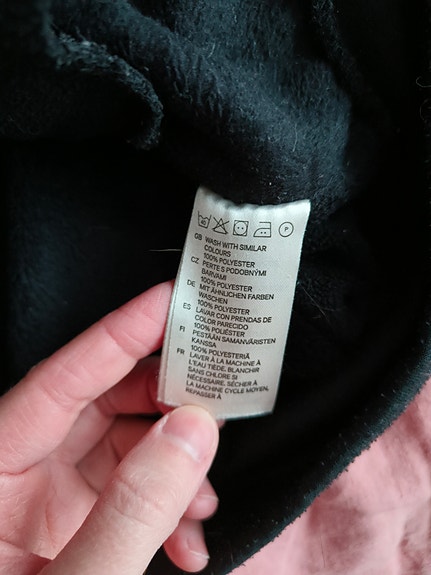 40 P
GB WASH WITH SIMILAR
COLOURS
100% POLYESTER
CZ PERTE S PODOBNÝMI
BARVAMI
100% POLYESTER
DE MIT ÄHNLICHEN FARBEN
WASCHEN
100% POLYESTER
ES LAVAR CON PRENDAS DE
COLOR PARECIDO
100% POLIÉSTER
FI PESTÄÄN SAMANVÄRISTEN
KANSSA
100% POLYESTERIÄ
FR LAVER À LA MACHINE À
L'EAU TIÈDE. BLANCHIR
SANS CHLORE SI
NÉCESSAIRE. SÉCHER À
LA MACHINE CYCLE MOYEN.
REPASSER À